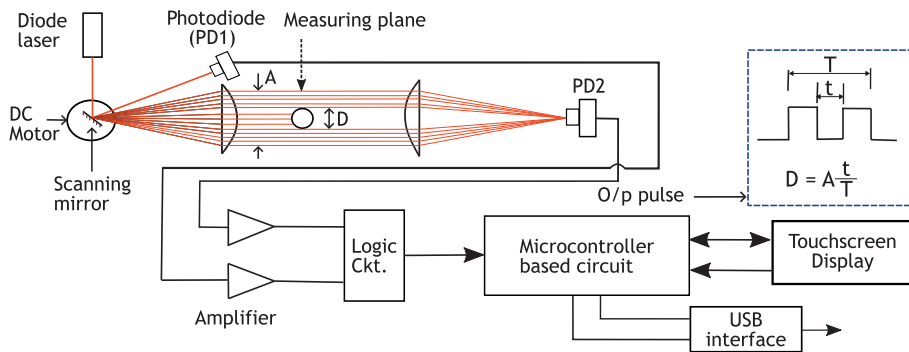 Diode
laser
Photodiode
(PD1)
Measuring plane
A
D
PD2
DC
Motor
Scanning
mirror
T
t
D = A t/T
O/p pulse
Logic
Ckt.
Microcontroller
based circuit
Touchscreen
Display
Amplifier
USB
interface